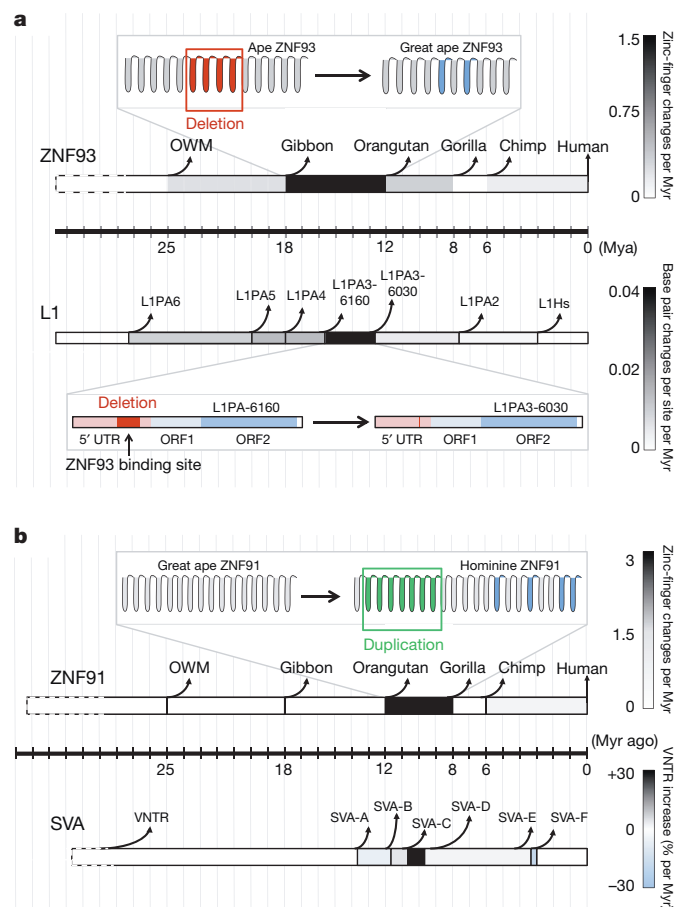 a
Ape ZNF93
Great ape ZNF93
Deletion
1.5
0.75
0
Zinc-finger changes per Myr
ZNF93
OWM
Gibbon
Orangutan
Gorilla
Chimp
Human
25
18
12
8
6
0
(Mya)
L1
L1PA6
L1PA5
L1PA4
L1PA3-
6160
L1PA3-
6030
L1PA2
L1Hs
0.04
0.02
0
Base pair changes per site per Myr
Deletion
L1PA-6160
L1PA3-6030
5′ UTR
ORF1
ORF2
5′ UTR
ORF1
ORF2
ZNF93 binding site
b
Great ape ZNF91
Hominine ZNF91
Duplication
3
1.5
0
Zinc-finger changes per Myr
ZNF91
OWM
Gibbon
Orangutan
Gorilla
Chimp
Human
25
18
12
8
6
0
(Myr ago)
SVA
VNTR
SVA-A
SVA-B
SVA-C
SVA-D
SVA-E
SVA-F
+30
0
−30
VNTR increase (% per Myr)